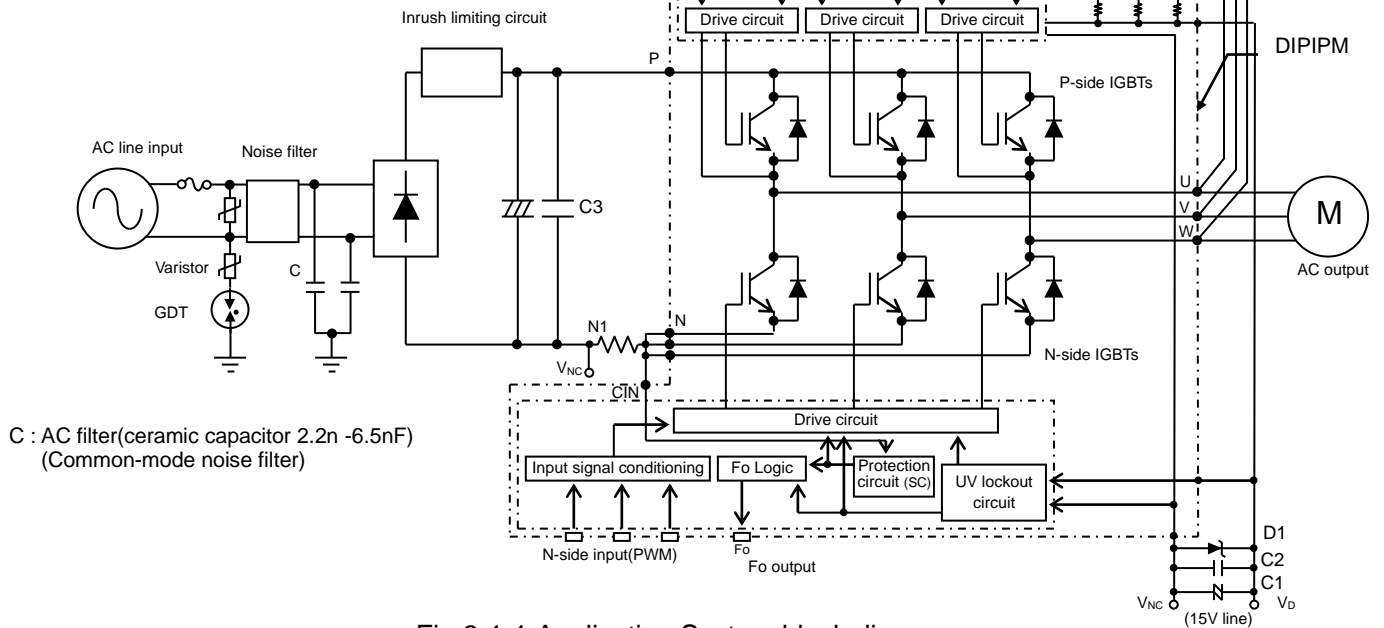 Inrush limiting circuit
Drive circuit
Drive circuit
Drive circuit
DIPIPM
P
P-side IGBTs
AC line input
Noise filter
C3
U
V
W
M
AC output
Varistor
C
GDT
N1
N
VNC
N-side IGBTs
CIN
C : AC filter(ceramic capacitor 2.2n -6.5nF)
(Common-mode noise filter)
Drive circuit
Input signal conditioning
Fo Logic
Protection
circuit (SC)
UV lockout
circuit
N-side input(PWM)
Fo
Fo output
D1
C2
C1
VNC
VD
(15V line)